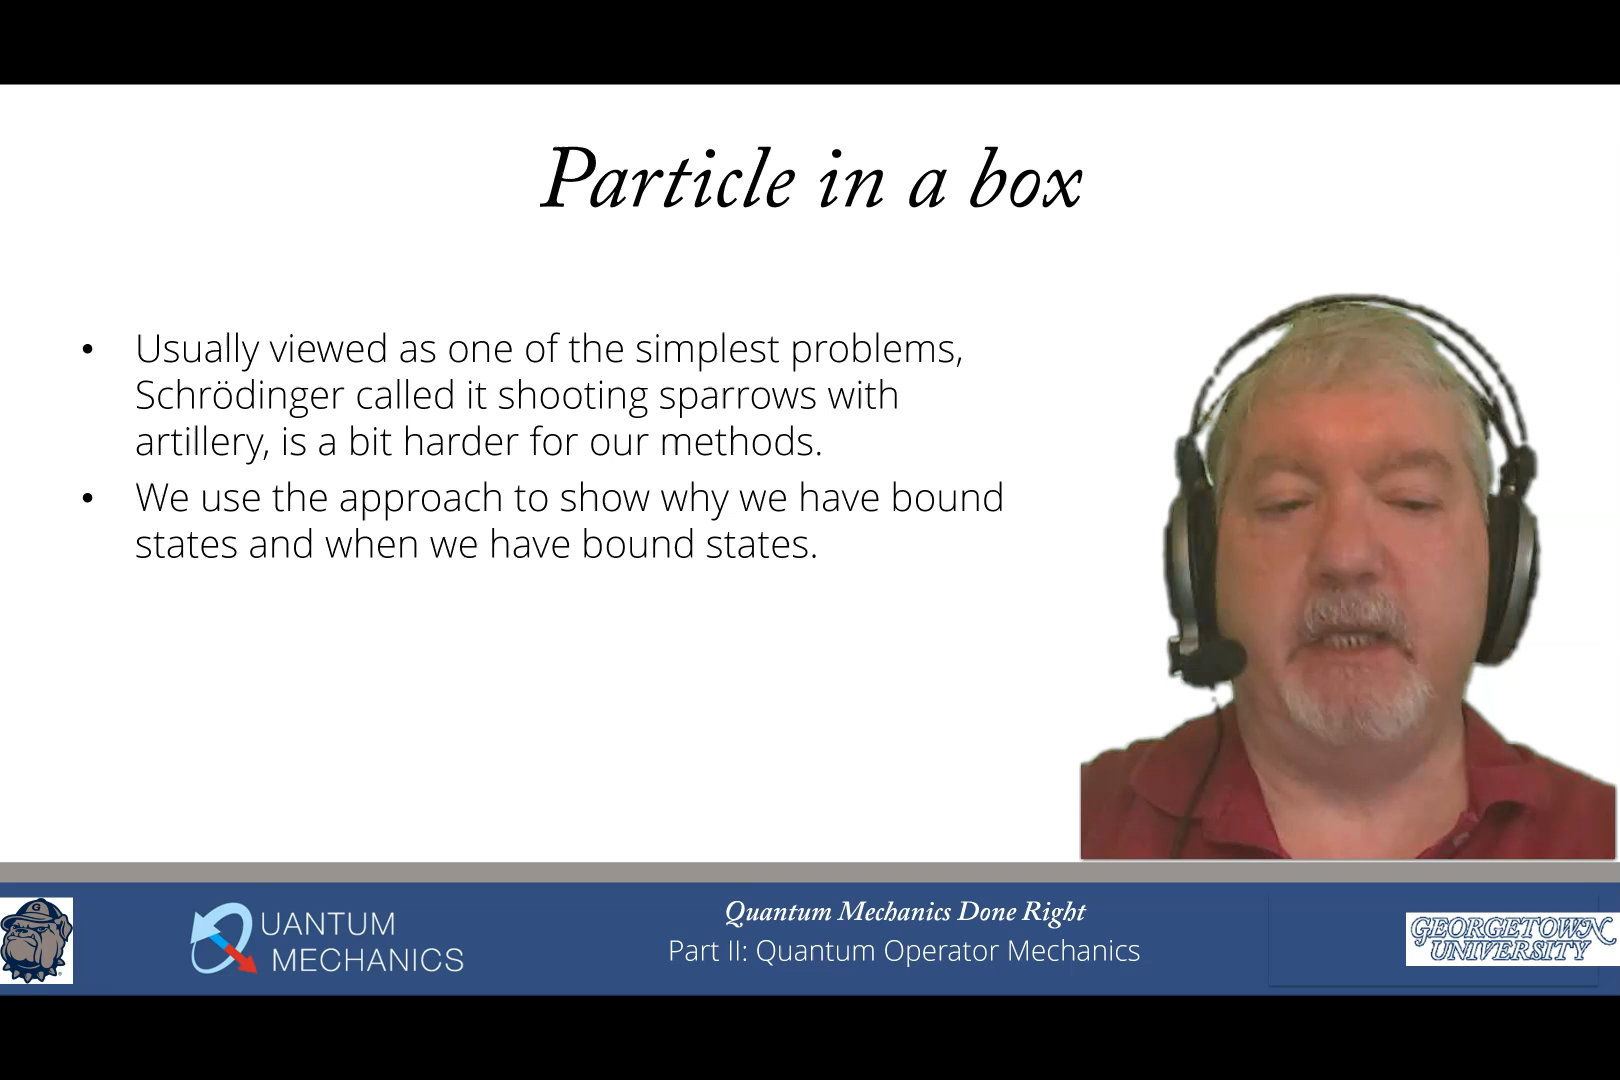 Particle in a box
• Usually viewed as one of the simplest problems,
Schrödinger called it shooting sparrows with
artillery, is a bit harder for our methods.
• We use the approach to show why we have bound
states and when we have bound states.
G
QUANTUM
MECHANICS
Quantum Mechanics Done Right
Part II: Quantum Operator Mechanics
GEORGETOWN
UNIVERSITY